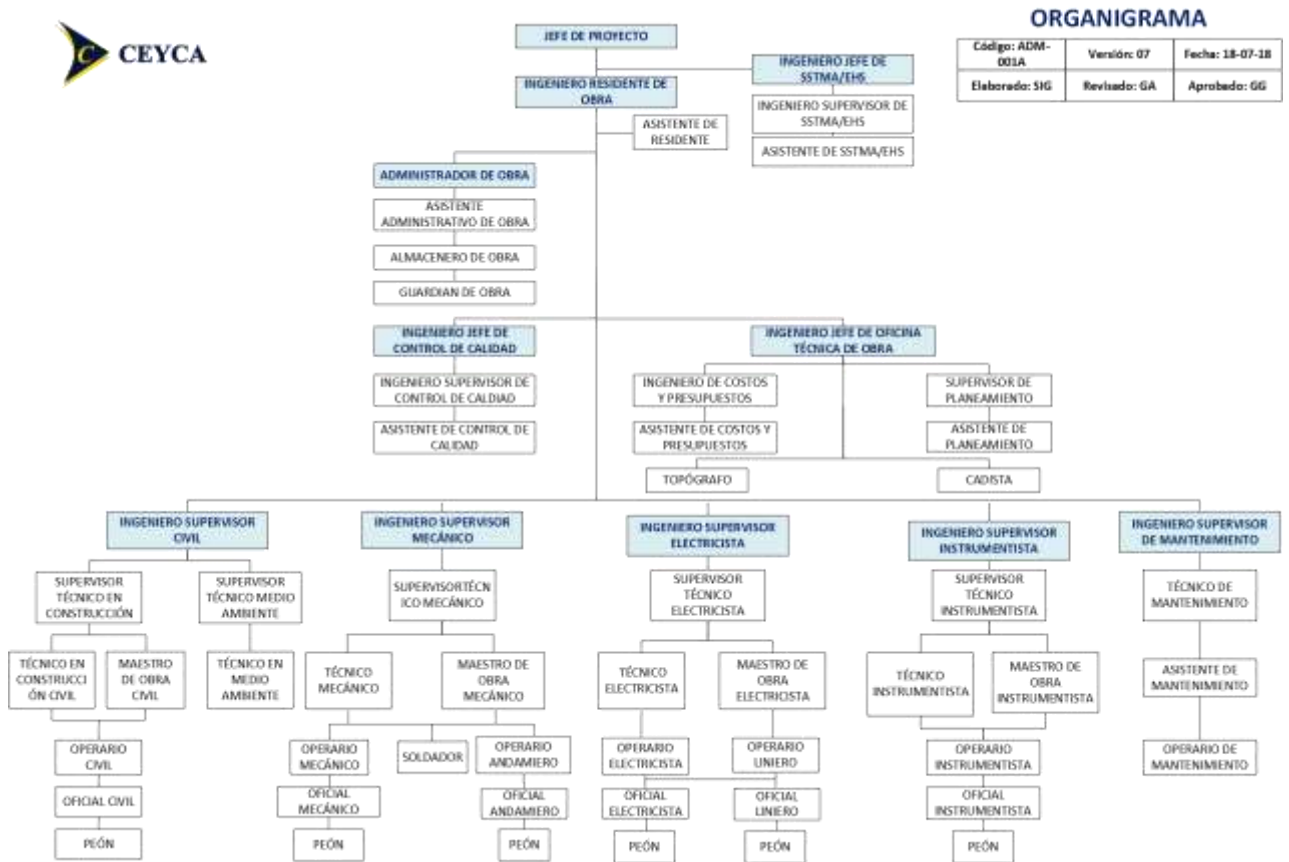 CEYCA
ORGANIGRAMA
Código: ADM-
001A
Versión: 07
Fecha: 18-07-18
Elaborado: SIG
Revisado: GA
Aprobado: GG
JEFE DE PROYECTO
INGENIERO JEFE DE
SSTMA/EHS
INGENIERO RESIDENTE DE
OBRA
INGENIERO SUPERVISOR DE
SSTMA/EHS
ASISTENTE DE
RESIDENTE
ASISTENTE DE SSTMA/EHS
ADMINISTRADOR DE OBRA
ASISTENTE
ADMINISTRATIVO DE OBRA
ALMACENERO DE OBRA
GUARDIAN DE OBRA
INGENIERO JEFE DE
CONTROL DE CALIDAD
INGENIERO JEFE DE OFICINA
TÉCNICA DE OBRA
INGENIERO SUPERVISOR DE
CONTROL DE CALDIAD
INGENIERO DE COSTOS
Y PRESUPUESTOS
SUPERVISOR DE
PLANEAMIENTO
ASISTENTE DE CONTROL DE
CALIDAD
ASISTENTE DE COSTOS Y
PRESUPUESTOS
ASISTENTE DE
PLANEAMIENTO
TOPÓGRAFO
CADISTA
INGENIERO SUPERVISOR
CIVIL
INGENIERO SUPERVISOR
MECÁNICO
INGENIERO SUPERVISOR
ELECTRICISTA
INGENIERO SUPERVISOR
INSTRUMENTISTA
INGENIERO SUPERVISOR
DE MANTENIMIENTO
SUPERVISOR
TÉCNICO EN
CONSTRUCCIÓN
SUPERVISOR
TÉCNICO MEDIO
AMBIENTE
SUPERVISORTÉCN
ICO MECÁNICO
SUPERVISOR
TÉCNICO
ELECTRICISTA
SUPERVISOR
TÉCNICO
INSTRUMENTISTA
TÉCNICO DE
MANTENIMIENTO
TÉCNICO EN
CONSTRUCCI
ÓN CIVIL
MAESTRO
DE OBRA
CIVIL
TÉCNICO EN
MEDIO
AMBIENTE
TÉCNICO
MECÁNICO
MAESTRO DE
OBRA
MECÁNICO
TÉCNICO
ELECTRICISTA
MAESTRO DE
OBRA
ELECTRICISTA
TÉCNICO
INSTRUMENTISTA
MAESTRO DE
OBRA
INSTRUMENTISTA
ASISTENTE DE
MANTENIMIENTO
OPERARIO
CIVIL
OPERARIO
MECÁNICO
SOLDADOR
OPERARIO
ANDAMIERO
OPERARIO
ELECTRICISTA
OPERARIO
LINIERO
OPERARIO
INSTRUMENTISTA
OPERARIO DE
MANTENIMIENTO
OFICIAL CIVIL
OFICIAL
MECÁNICO
OFICIAL
ANDAMIERO
OFICIAL
ELECTRICISTA
OFICIAL
LINIERO
OFICIAL
INSTRUMENTISTA
PEÓN
PEÓN
PEÓN
PEÓN
PEÓN
PEÓN